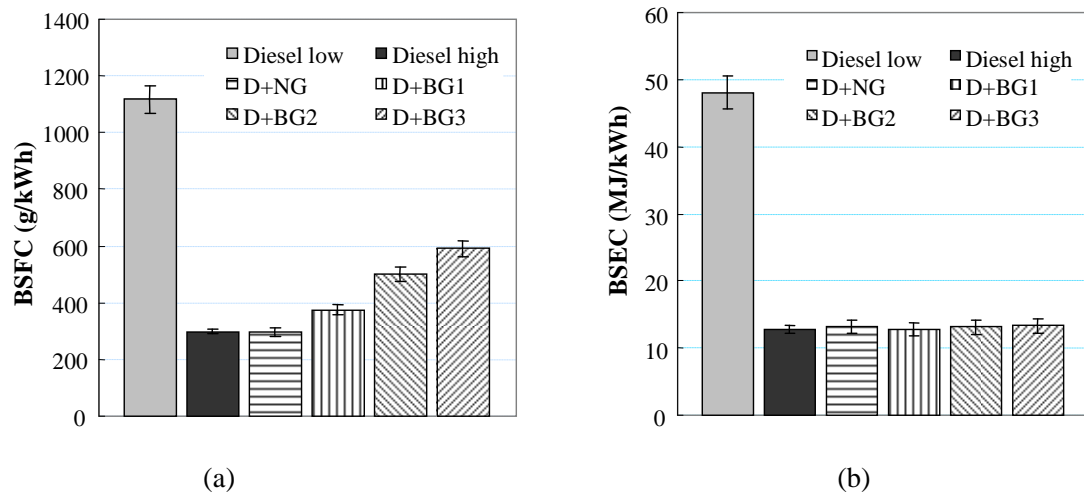 1400
1200
1000
800
600
400
200
0
BSFC (g/kWh)
Diesel low Diesel high
D+NG D+BG1
D+BG2 D+BG3
(a)
60
50
40
30
20
10
0
BSEC (MJ/kWh)
Diesel low Diesel high
D+NG D+BG1
D+BG2 D+BG3
(b)